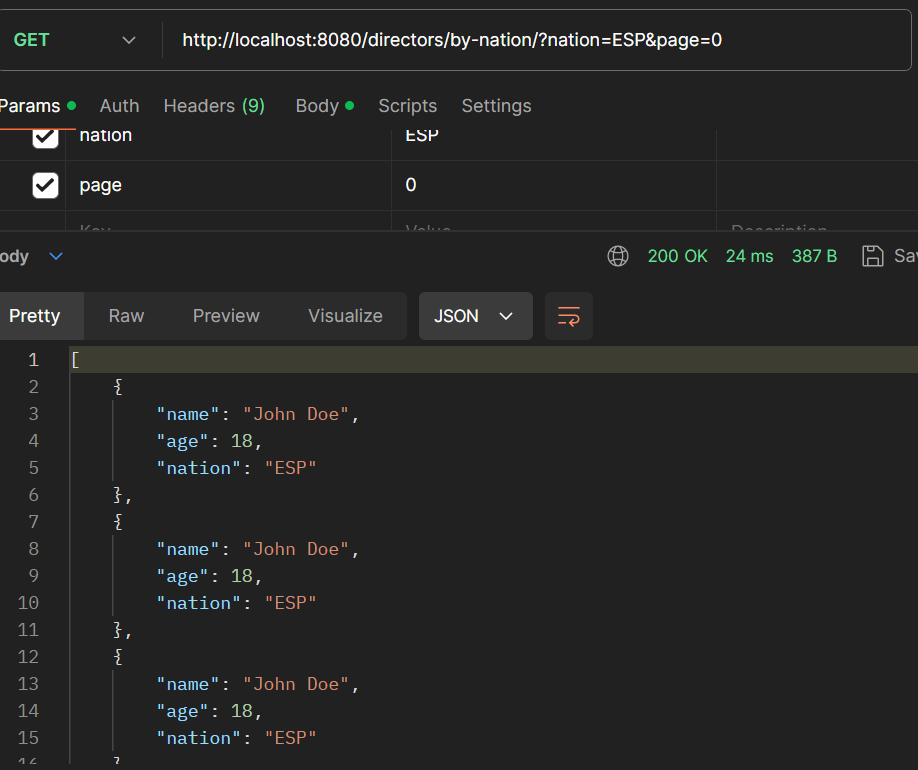 GET http://localhost:8080/directors/by-nation/?nation=ESP&page=0
Params Auth Headers (9) Body Scripts Settings
nation ESP
page 0
Key Value Description
ody 200 OK 24 ms 387 B Sav
Pretty Raw Preview Visualize JSON
1 [
2 {
3 "name": "John Doe",
4 "age": 18,
5 "nation": "ESP"
6 },
7 {
8 "name": "John Doe",
9 "age": 18,
10 "nation": "ESP"
11 },
12 {
13 "name": "John Doe",
14 "age": 18,
15 "nation": "ESP"
16 }